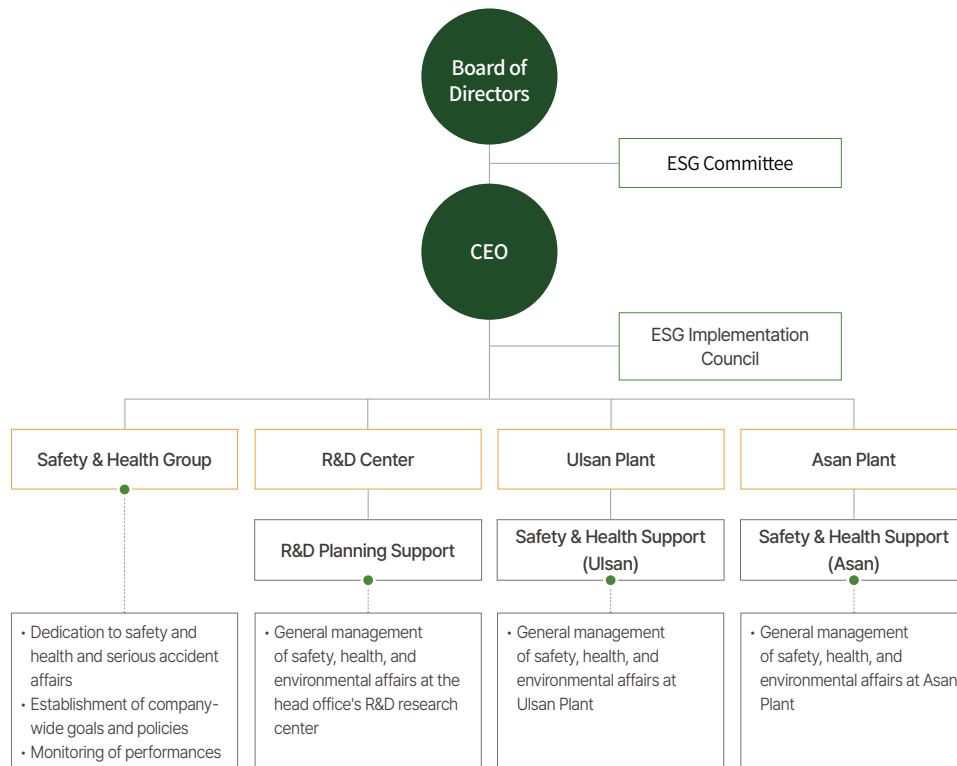 Board of
Directors
ESG Committee
CEO
ESG Implementation
Council
Safety & Health Group
R&D Center
Ulsan Plant
Asan Plant
R&D Planning Support
Safety & Health Support
(Ulsan)
Safety & Health Support
(Asan)
• Dedication to safety and
health and serious accident
affairs
• Establishment of company-
wide goals and policies
• Monitoring of performances
• General management
of safety, health, and
environmental affairs at the
head office's R&D research
center
• General management
of safety, health, and
environmental affairs at
Ulsan Plant
• General management
of safety, health, and
environmental affairs at Asan
Plant